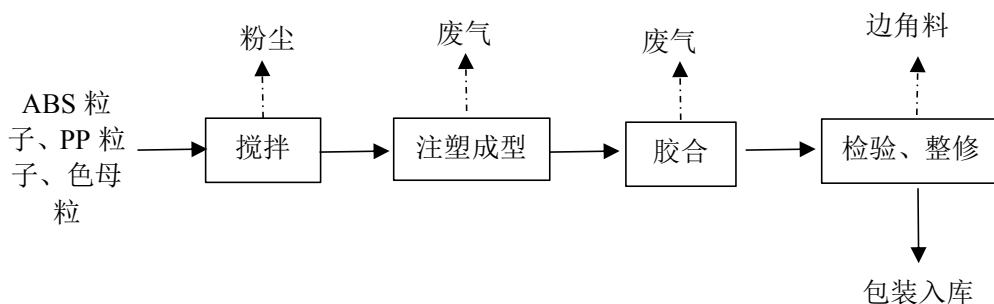 粉尘
废气
废气
边角料
ABS 粒
子、PP 粒
子、色母
粒
搅拌
注塑成型
胶合
检验、整修
包装入库